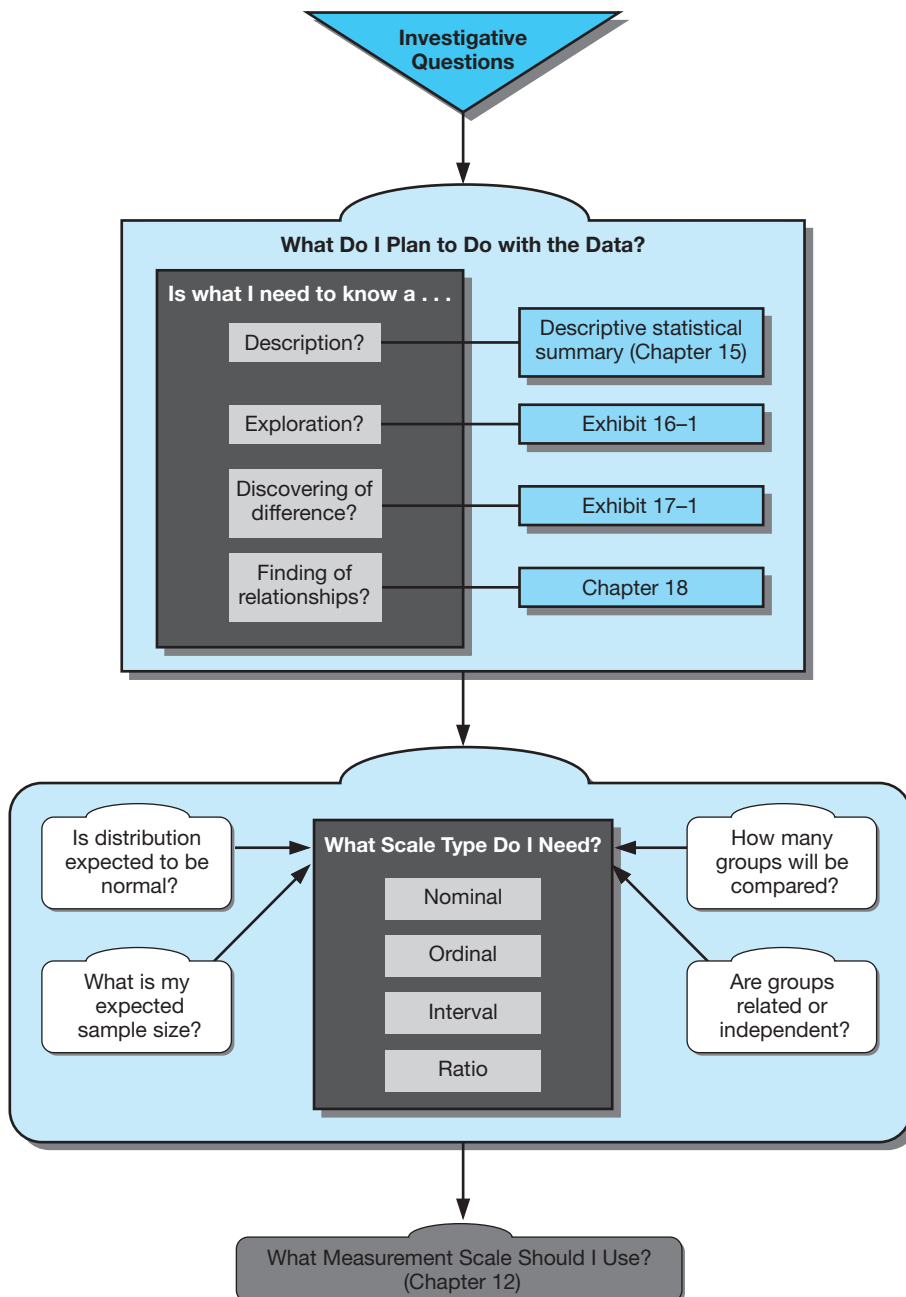 Investigative
Questions
What Do I Plan to Do with the Data?
Is what I need to know a . . .
Description?
Descriptive statistical
summary (Chapter 15)
Exploration?
Exhibit 16–1
Discovering of
difference?
Exhibit 17–1
Finding of
relationships?
Chapter 18
Is distribution
expected to be
normal?
What is my
expected
sample size?
What Scale Type Do I Need?
Nominal
Ordinal
Interval
Ratio
How many
groups will be
compared?
Are groups
related or
independent?
What Measurement Scale Should I Use?
(Chapter 12)